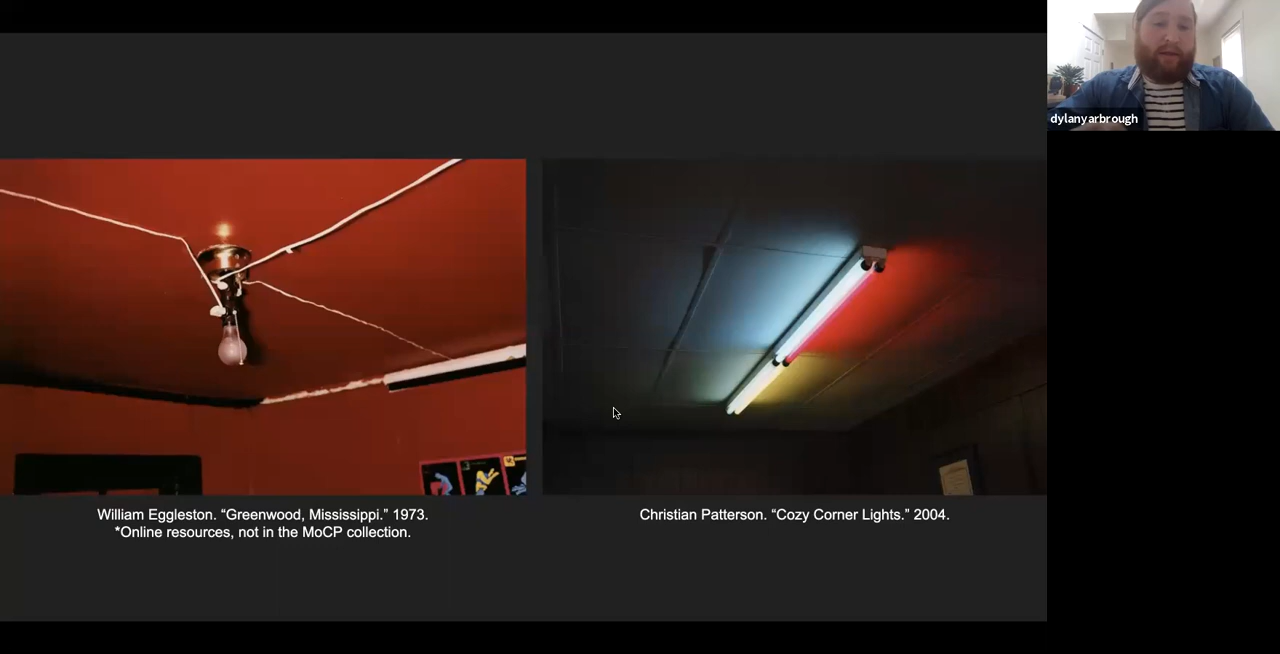 dylanyarbrough
William Eggleston. “Greenwood, Mississippi.” 1973.
*Online resources, not in the MoCP collection.
Christian Patterson. “Cozy Corner Lights.” 2004.